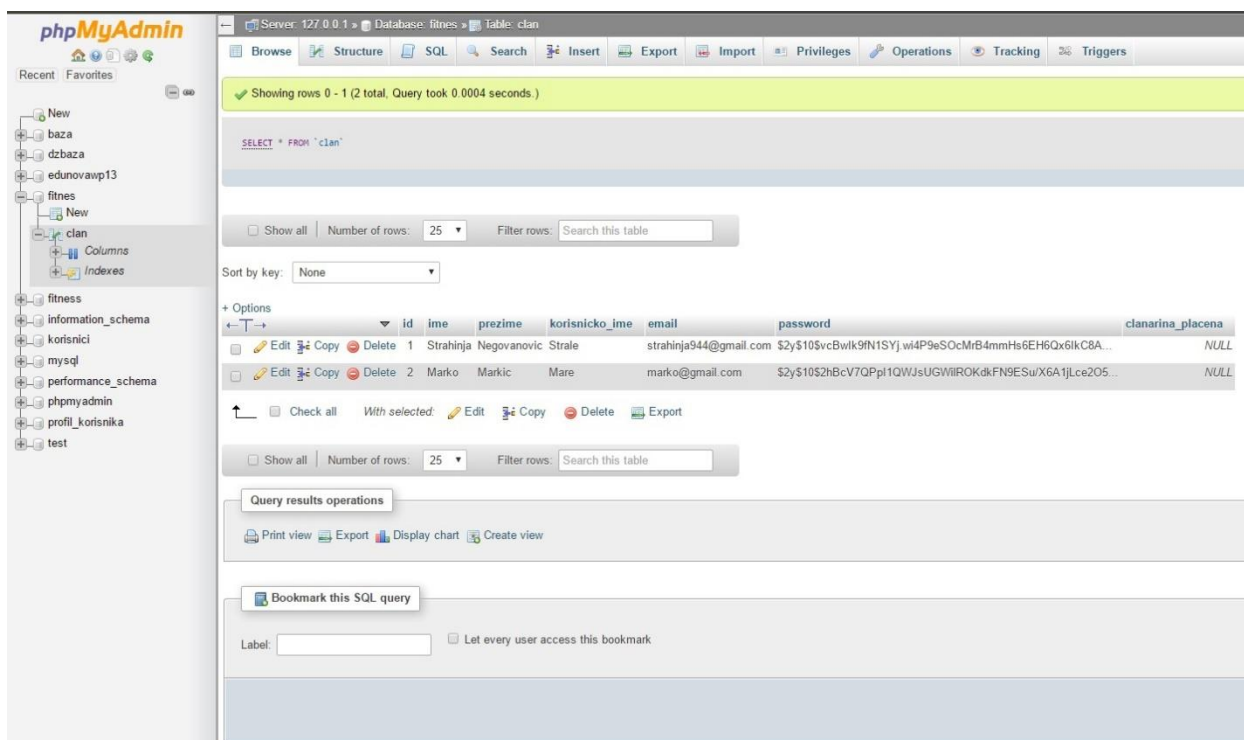 phpMyAdmin
Recent Favorites
New
baza
dzbaza
edunovawp13
fitnes
New
clan
Columns
Indexes
fitness
information_schema
korisnici
mysql
performance_schema
phpmyadmin
profil_korisnika
test
Server: 127.0.0.1 » Database: fitnes » Table: clan
Browse Structure SQL Search Insert Export Import Privileges Operations Tracking Triggers
Showing rows 0 - 1 (2 total, Query took 0.0004 seconds.)
SELECT * FROM `clan`
Show all Number of rows: 25 Filter rows: Search this table
Sort by key: None
+ Options
id ime prezime korisnicko_ime email password clanarina_placena
Edit Copy Delete 1 Strahinja Negovanovic Strale strahinja944@gmail.com NULL
Edit Copy Delete 2 Marko Markic Mare marko@gmail.com NULL
Check all With selected: Edit Copy Delete Export
Show all Number of rows: 25 Filter rows: Search this table
Query results operations
Print view Export Display chart Create view
Bookmark this SQL query
Label: Let every user access this bookmark